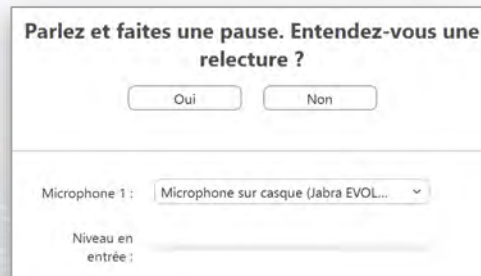 Parlez et faites une pause. Entendez-vous une
relecture ?
Oui Non
Microphone 1 : Microphone sur casque (Jabra EVOL...
Niveau en
entrée :